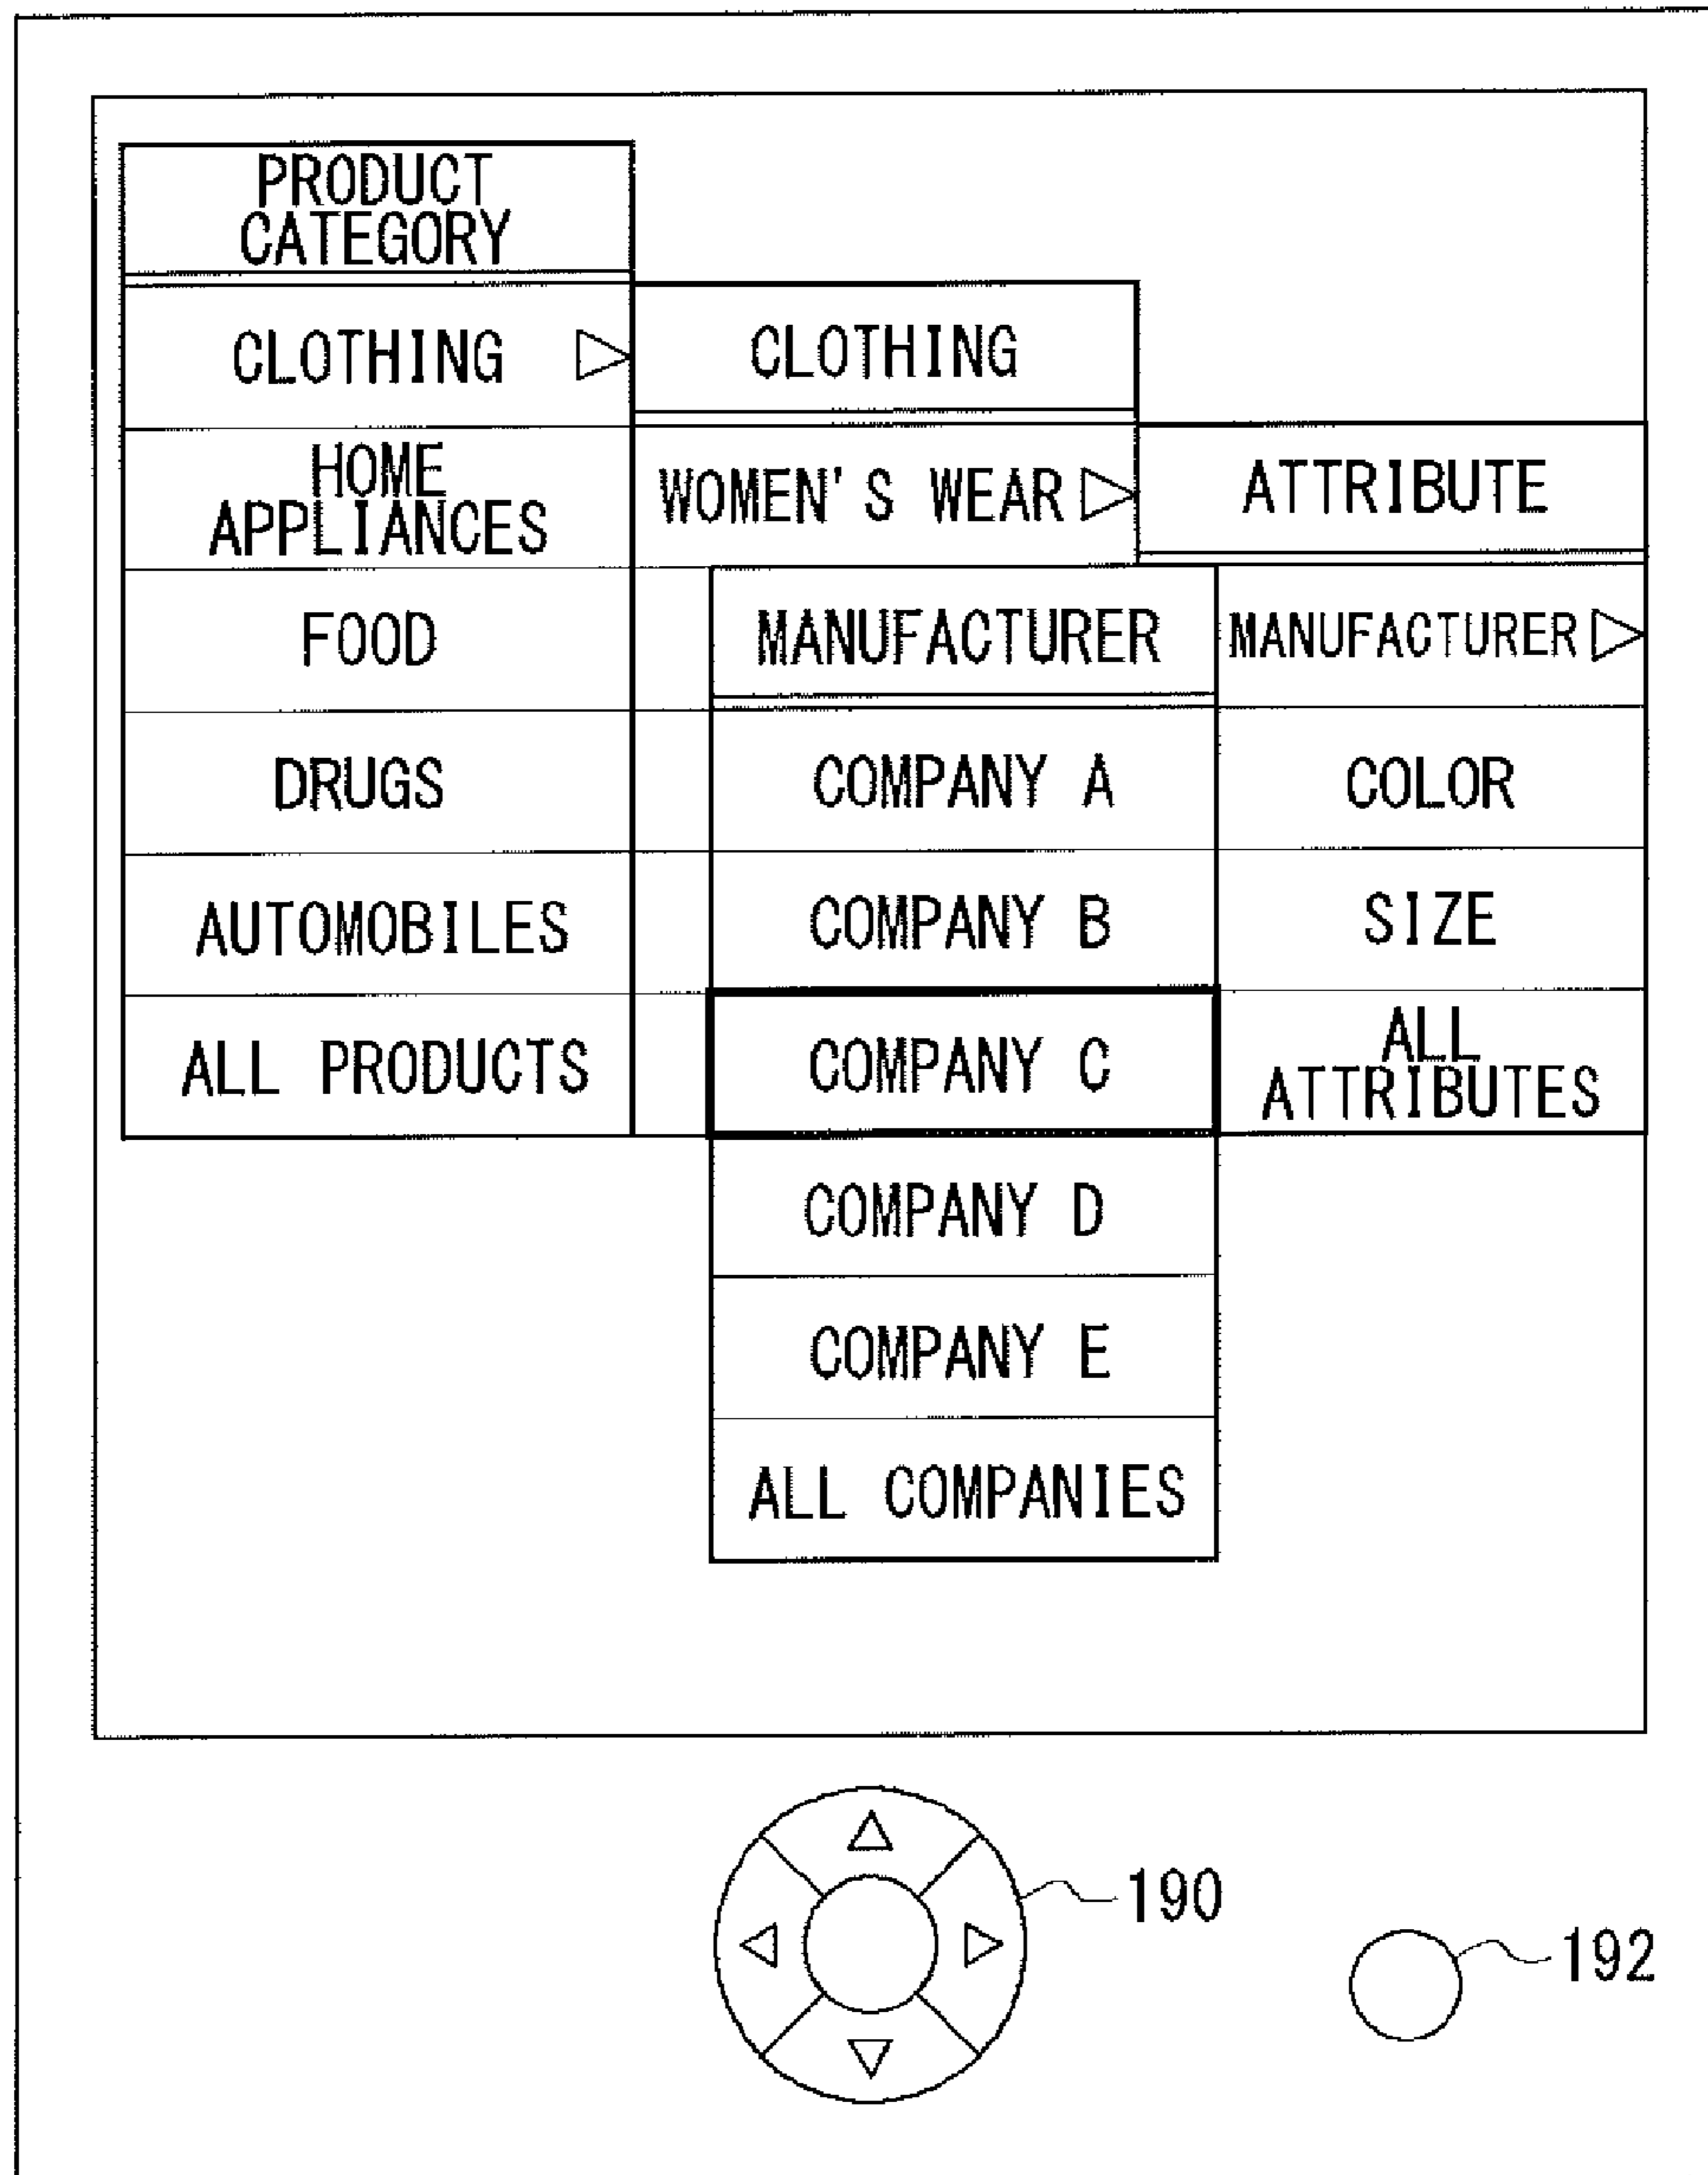 PRODUCT
CATEGORY
CLOTHING
HOME
APPLIANCES
FOOD
DRUGS
AUTOMOBILES
ALL PRODUCTS
CLOTHING
WOMEN'S WEAR
ATTRIBUTE
MANUFACTURER
COLOR
SIZE
ALL
ATTRIBUTES
MANUFACTURER
COMPANY A
COMPANY B
COMPANY C
COMPANY D
COMPANY E
ALL COMPANIES
190
192